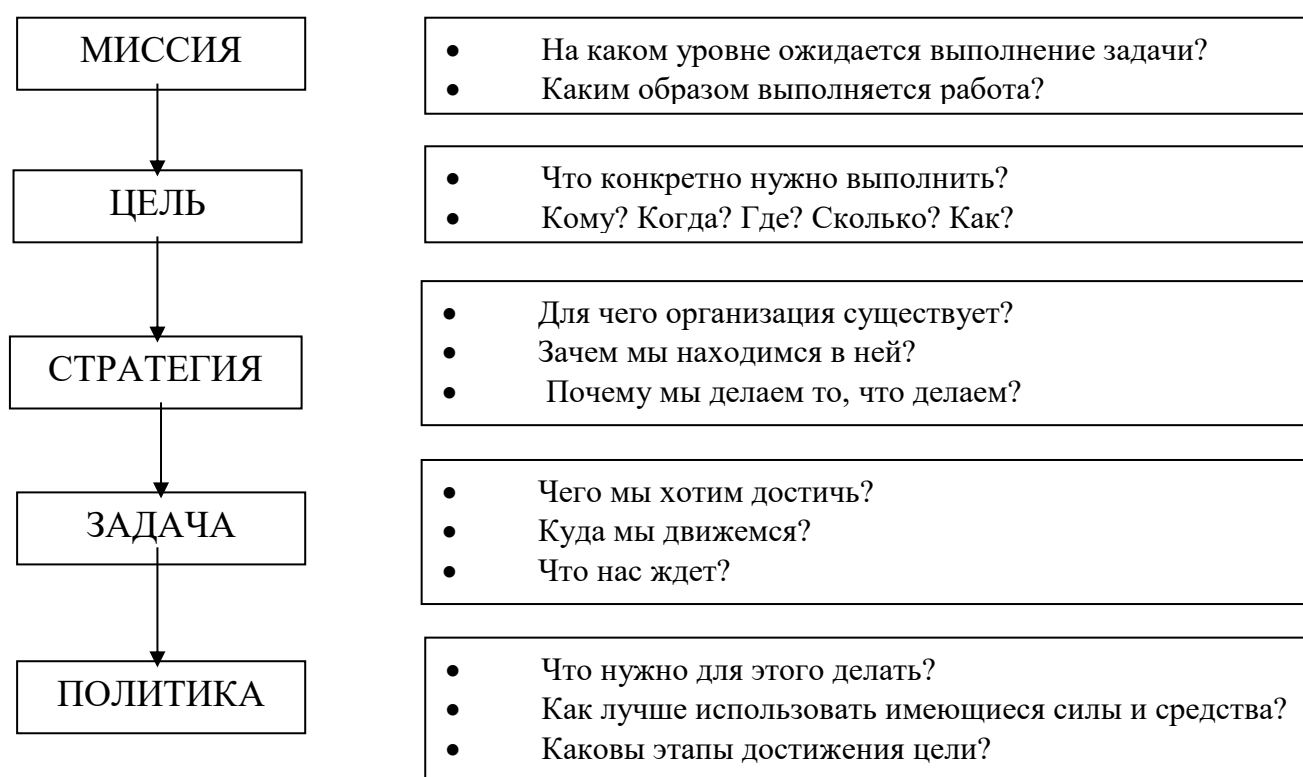 МИССИЯ
• На каком уровне ожидается выполнение задачи?
• Каким образом выполняется работа?
ЦЕЛЬ
• Что конкретно нужно выполнить?
• Кому? Когда? Где? Сколько? Как?
СТРАТЕГИЯ
• Для чего организация существует?
• Зачем мы находимся в ней?
• Почему мы делаем то, что делаем?
ЗАДАЧА
• Чего мы хотим достичь?
• Куда мы движемся?
• Что нас ждет?
ПОЛИТИКА
• Что нужно для этого делать?
• Как лучше использовать имеющиеся силы и средства?
• Каковы этапы достижения цели?